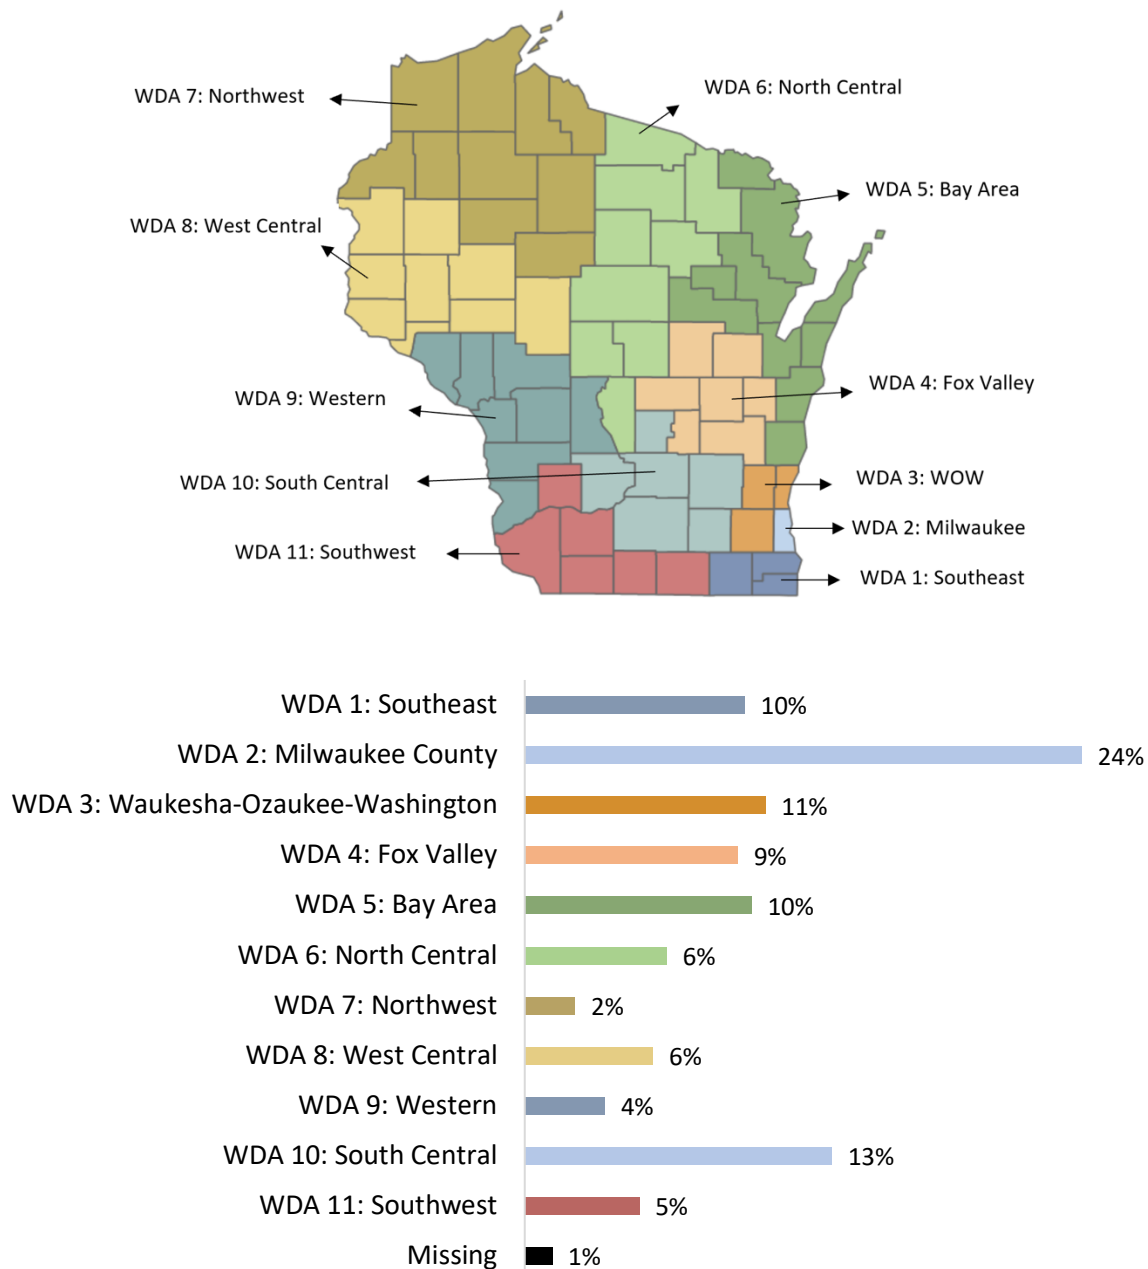 WDA 6: North Central
WDA 7: Northwest
WDA 5: Bay Area
WDA 8: West Central
WDA 4: Fox Valley
WDA 9: Western
WDA 3: WOW
WDA 10: South Central
WDA 2: Milwaukee
WDA 11: Southwest
WDA 1: Southeast
WDA 1: Southeast 10%
WDA 2: Milwaukee County 24%
WDA 3: Waukesha-Ozaukee-Washington 11%
WDA 4: Fox Valley 9%
WDA 5: Bay Area 10%
WDA 6: North Central 6%
WDA 7: Northwest 2%
WDA 8: West Central 6%
WDA 9: Western 4%
WDA 10: South Central 13%
WDA 11: Southwest 5%
Missing 1%